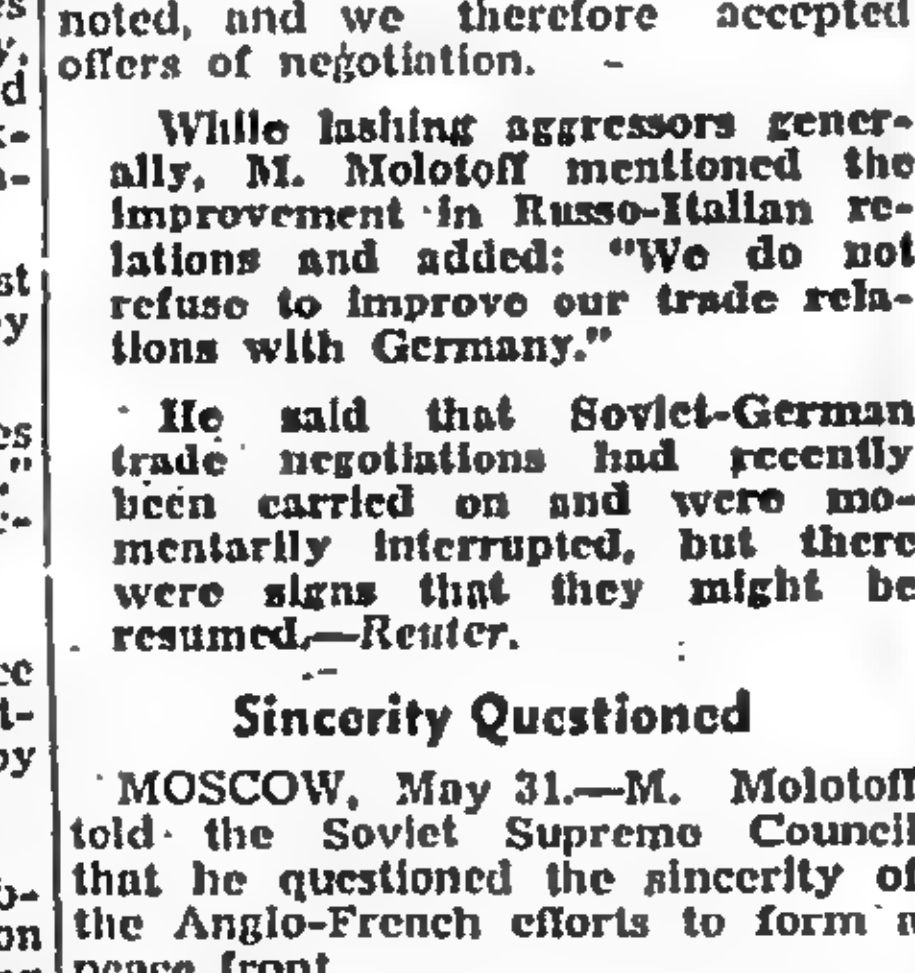 noted, and we therefore accepted
offers of negotiation.
While lashing aggressors gener-
ally, M. Molotoff mentioned the
improvement in Russo-Italian re-
lations and added: "We do not
refuse to improve our trade rela-
tions with Germany."
He said that Soviet-German
trade negotiations had recently
been carried on and were mo-
mentarily interrupted, but there
were signs that they might be
resumed.—Reuter.
Sincerity Questioned
MOSCOW, May 31.—M. Molotoff
told the Soviet Supreme Council
that he questioned the sincerity of
the Anglo-French efforts to form a
peace front